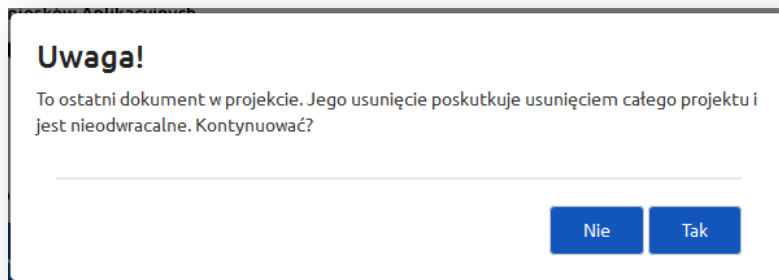 Uwaga!
To ostatni dokument w projekcie. Jego usunięcie poskutkuje usunięciem całego projektu i
jest nieodwracalne. Kontynuować?
Nie
Tak